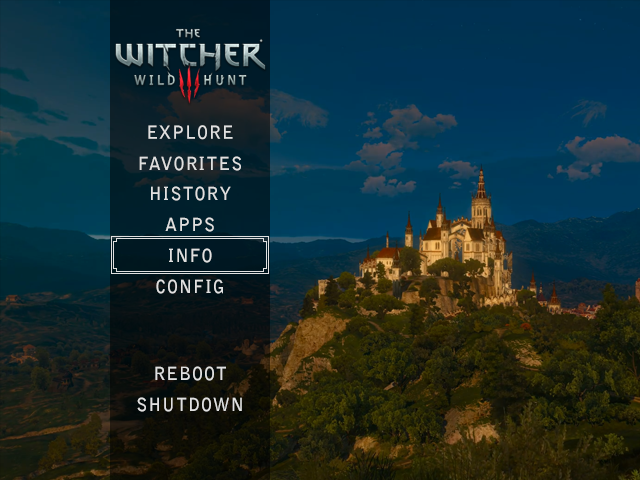 THE
WITCHER
WILD HUNT
EXPLORE
FAVORITES
HISTORY
APPS
INFO
CONFIG
REBOOT
SHUTDOWN